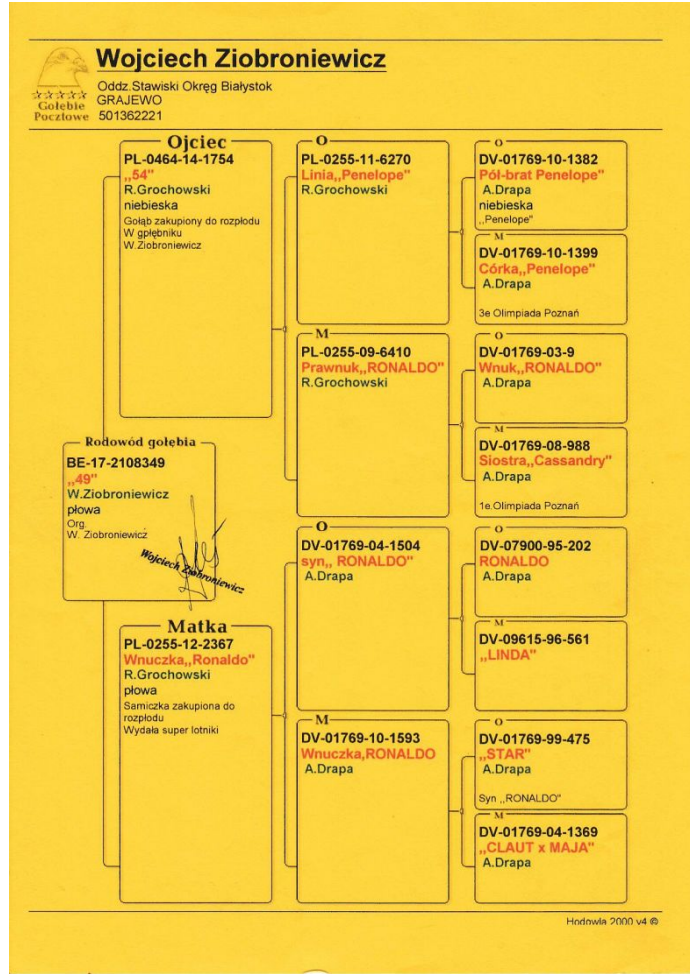 Wojciech Ziobroniewicz
Oddz.Stawiski Okręg Białystok
GRAJEWO
501362221
Gołębie
Pocztowe
Ojciec
PL-0464-14-1754
„54"
R.Grochowski
niebieska
Gołąb zakupiony do rozpłodu
W gpłębniku
W.Ziobroniewicz
O
PL-0255-11-6270
Linia„Penelope"
R.Grochowski
O
DV-01769-10-1382
Pół-brat Penelope"
A.Drapa
niebieska
„Penelope"
M
DV-01769-10-1399
Córka„Penelope"
A.Drapa
3e Olimpiada Poznań
M
PL-0255-09-6410
Prawnuk„RONALDO"
R.Grochowski
O
DV-01769-03-9
Wnuk„RONALDO"
A.Drapa
M
DV-01769-08-988
Siostra„Cassandry"
A.Drapa
1e.Olimpiada Poznań
Rodowód gołębia
BE-17-2108349
„49"
W.Ziobroniewicz
płowa
Org.
W. Ziobroniewicz
Wojciech Ziobroniewicz
Matka
PL-0255-12-2367
Wnuczka„Ronaldo"
R.Grochowski
płowa
Samiczka zakupiona do
rozpłodu
Wydała super lotniki
O
DV-01769-04-1504
syn„ RONALDO"
A.Drapa
O
DV-07900-95-202
RONALDO
A.Drapa
M
DV-09615-96-561
„LINDA"
M
DV-01769-10-1593
Wnuczka,RONALDO
A.Drapa
O
DV-01769-99-475
„STAR"
A.Drapa
Syn „RONALDO"
M
DV-01769-04-1369
„CLAUT x MAJA"
A.Drapa
Hodowla 2000 v4 ©